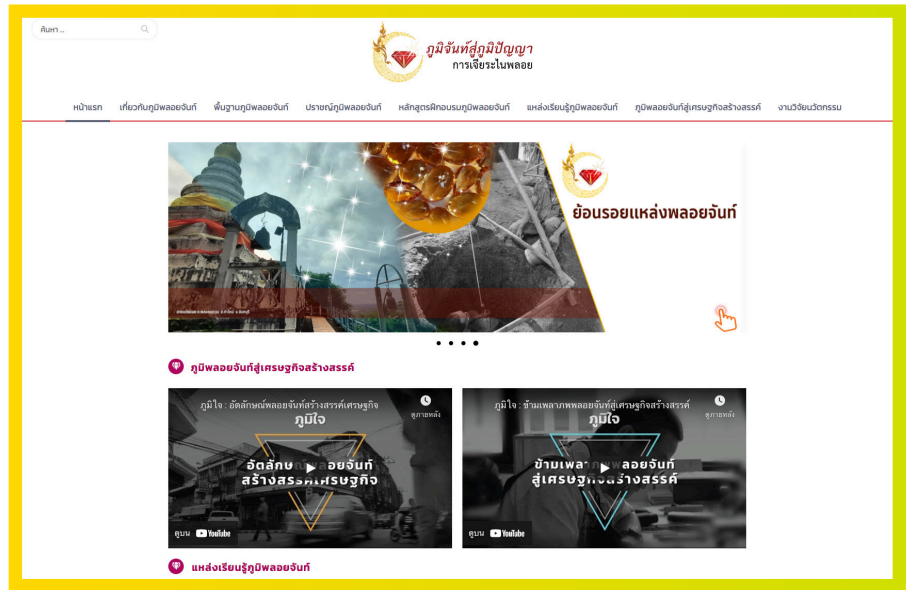 ค้นหา ...
ภูมิจันท์สู่ภูมิปัญญา
การเจียระไนพลอย
หน้าแรก เกี่ยวกับภูมิพลอยจันท์ พื้นฐานภูมิพลอยจันท์ ปราชญ์ภูมิพลอยจันท์ หลักสูตรฝึกอบรมภูมิพลอยจันท์ แหล่งเรียนรู้ภูมิพลอยจันท์ ภูมิพลอยจันท์สู่เศรษฐกิจสร้างสรรค์ งานวิจัยนวัตกรรม
ย้อนรอยแหล่งพลอยจันท์
ภูมิพลอยจันท์สู่เศรษฐกิจสร้างสรรค์
ภูมิใจ : อัตลักษณ์พลอยจันท์สร้างสรรค์เศรษฐกิจ
ดูภายหลัง
ภูมิใจ
อัตลักษณ์พลอยจันท์
สร้างสรรค์เศรษฐกิจ
ดูบน YouTube
ภูมิใจ : ข้ามเพลาภพพลอยจันท์สู่เศรษฐกิจสร้างสรรค์
ดูภายหลัง
ภูมิใจ
ข้ามเพลาภพพลอยจันท์
สู่เศรษฐกิจสร้างสรรค์
ดูบน YouTube
แหล่งเรียนรู้ภูมิพลอยจันท์